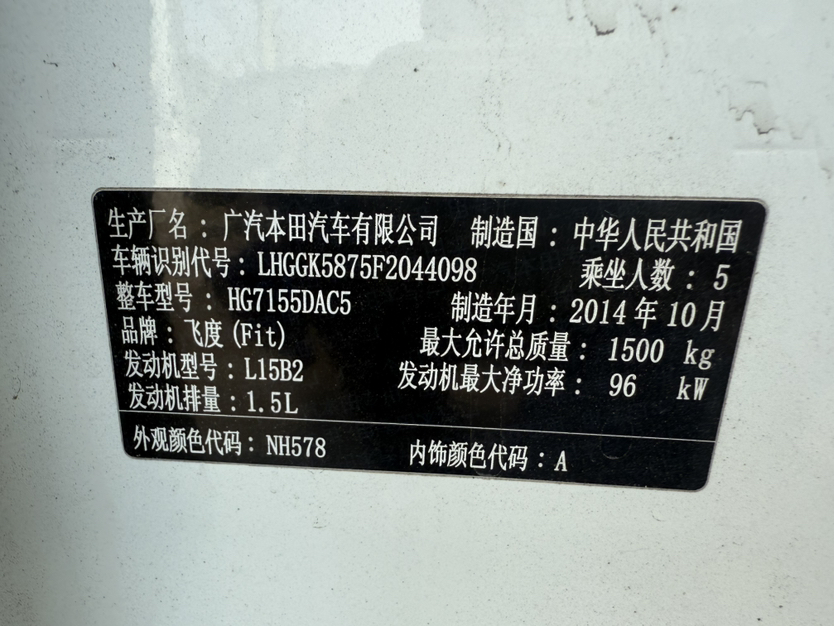 生产厂名：广汽本田汽车有限公司 制造国：中华人民共和国
车辆识别代号：LHGGK5875F2044098 乘坐人数：5
整车型号：HG7155DAC5 制造年月：2014年10月
品牌：飞度(Fit) 最大允许总质量：1500 kg
发动机型号：L15B2 发动机最大净功率：96 kW
发动机排量：1.5L
外观颜色代码：NH578 内饰颜色代码：A